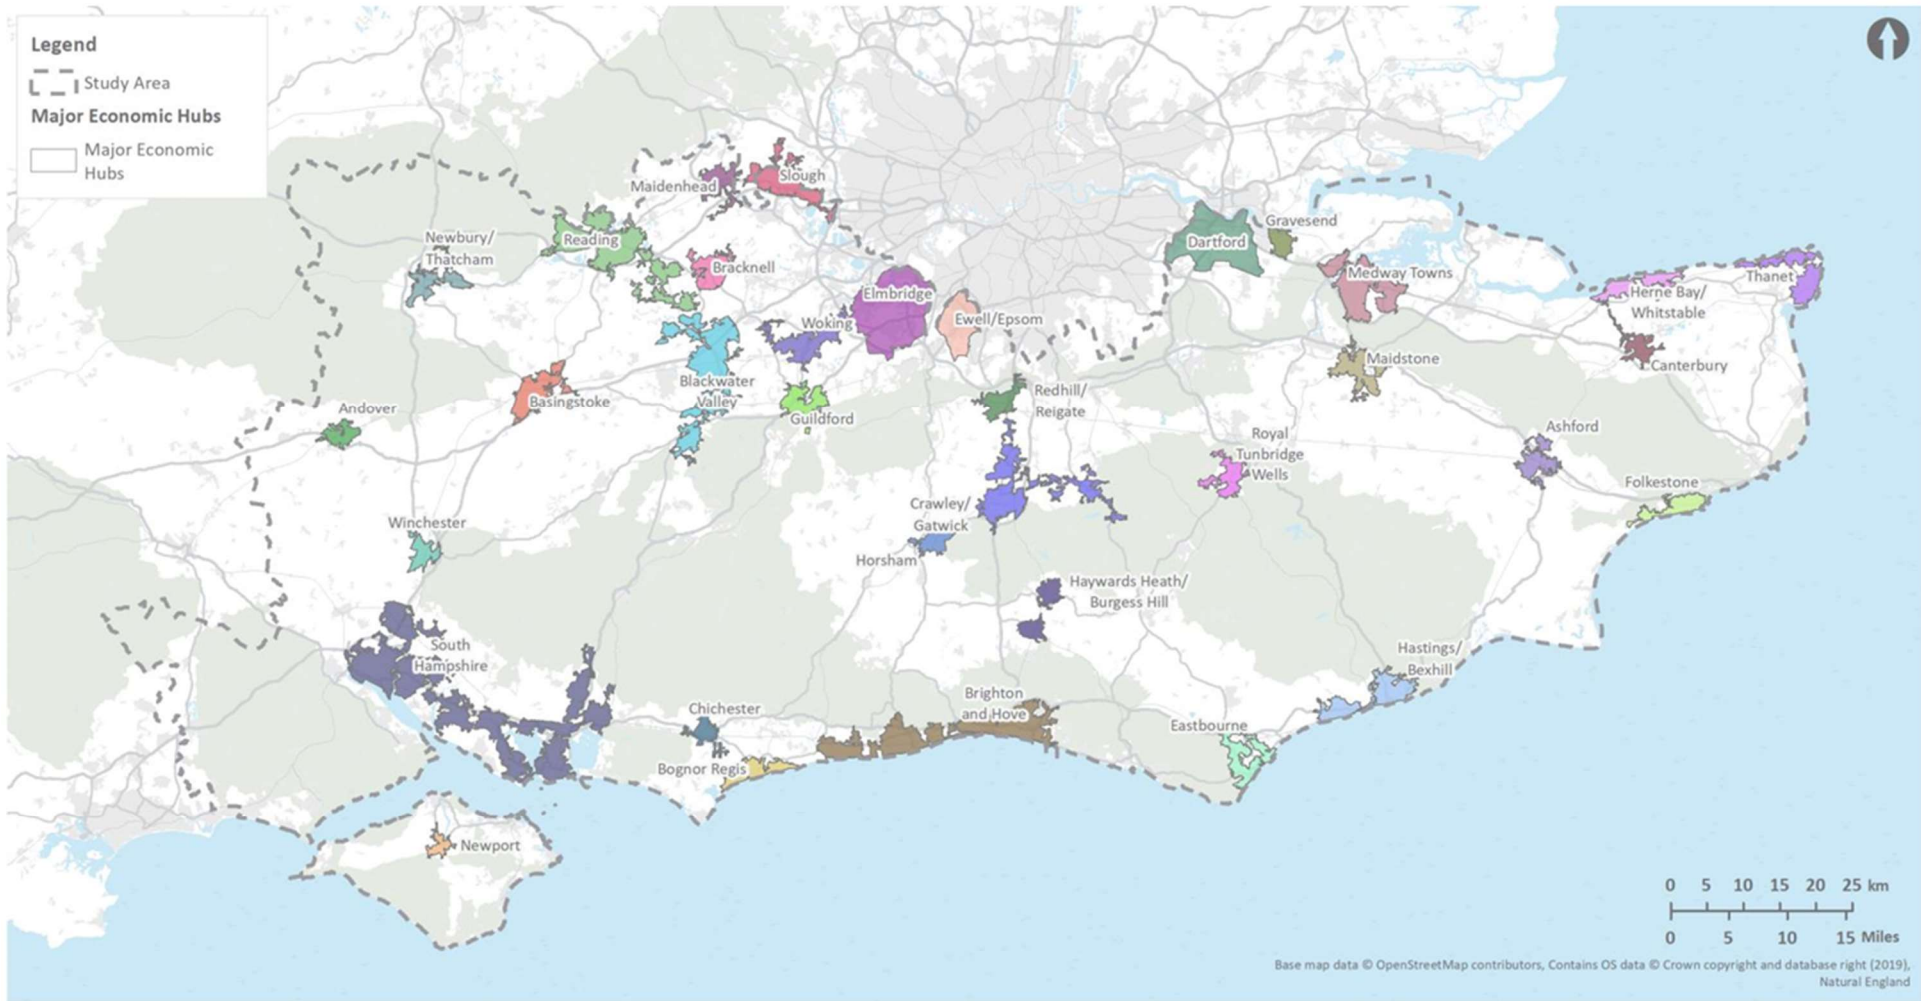 Legend
Study Area
Major Economic Hubs
Major Economic
Hubs
Maidenhead
Slough
Reading
Newbury/
Thatcham
Bracknell
Elmbridge
Ewell/Epsom
Woking
Dartford
Gravesend
Medway Towns
Thanet
Herne Bay/
Whitstable
Canterbury
Maidstone
Blackwater
Valley
Basingstoke
Guildford
Redhill/
Reigate
Andover
Royal
Tunbridge
Wells
Ashford
Folkestone
Crawley/
Gatwick
Horsham
Winchester
Haywards Heath/
Burgess Hill
South
Hampshire
Hastings/
Bexhill
Brighton
and Hove
Chichester
Eastbourne
Bognor Regis
Newport
0 5 10 15 20 25 km
0 5 10 15 Miles
Base map data © OpenStreetMap contributors, Contains OS data © Crown copyright and database right (2019),
Natural England